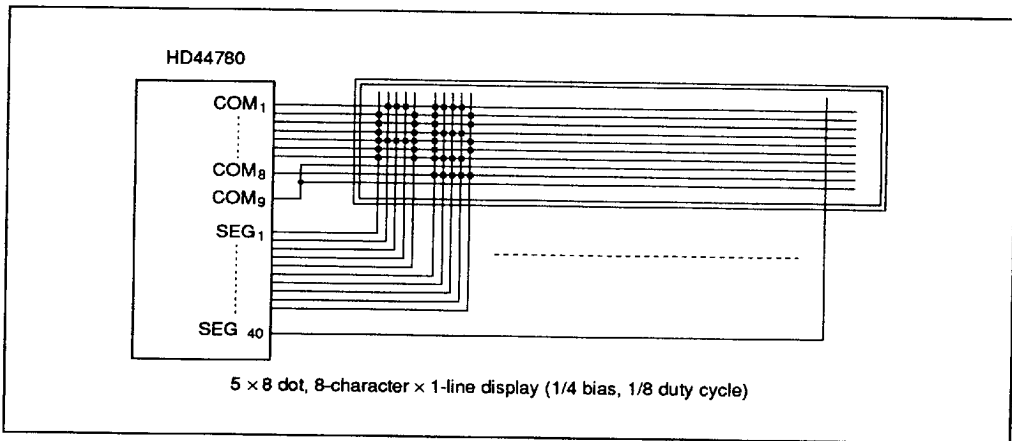 HD44780
COM1
COM8
COM9
SEG1
SEG 40
5 × 8 dot, 8-character × 1-line display (1/4 bias, 1/8 duty cycle)